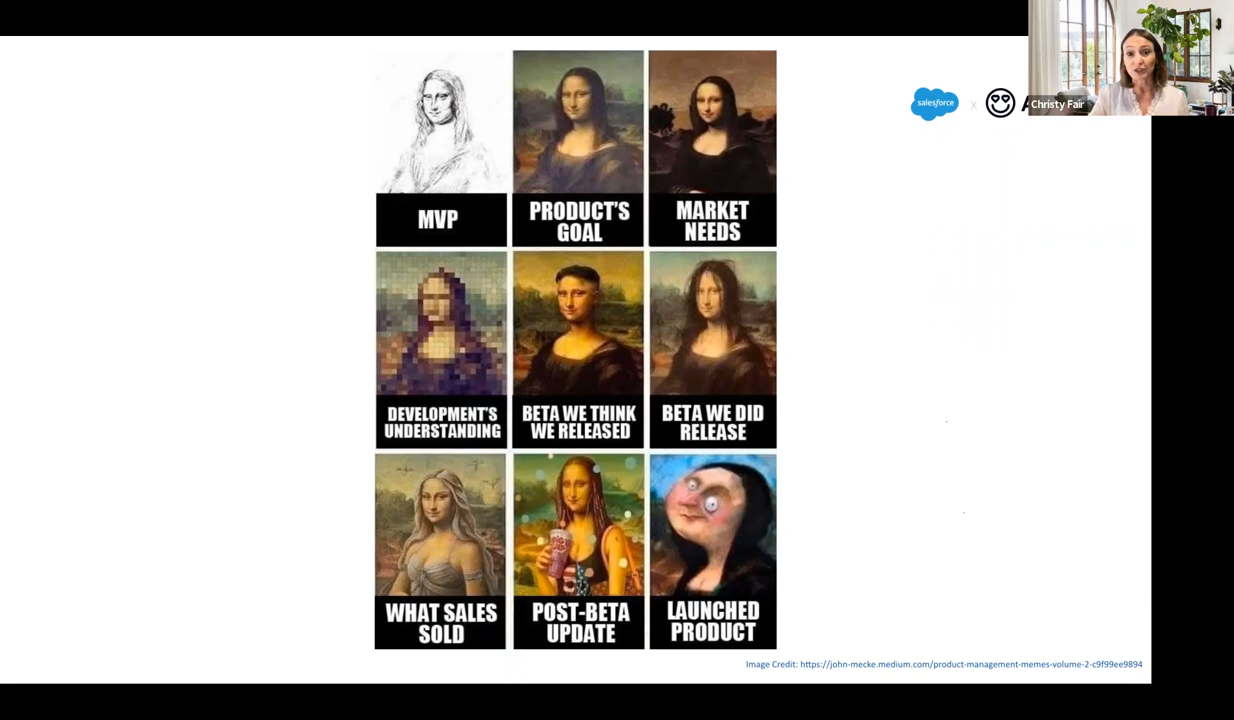 MVP
PRODUCT'S
GOAL
MARKET
NEEDS
DEVELOPMENT'S
UNDERSTANDING
BETA WE THINK
WE RELEASED
BETA WE DID
RELEASE
WHAT SALES
SOLD
POST-BETA
UPDATE
LAUNCHED
PRODUCT
salesforce
X
Christy Fair
Image Credit: https://john-mecke.medium.com/product-management-memes-volume-2-c9f99ee9894